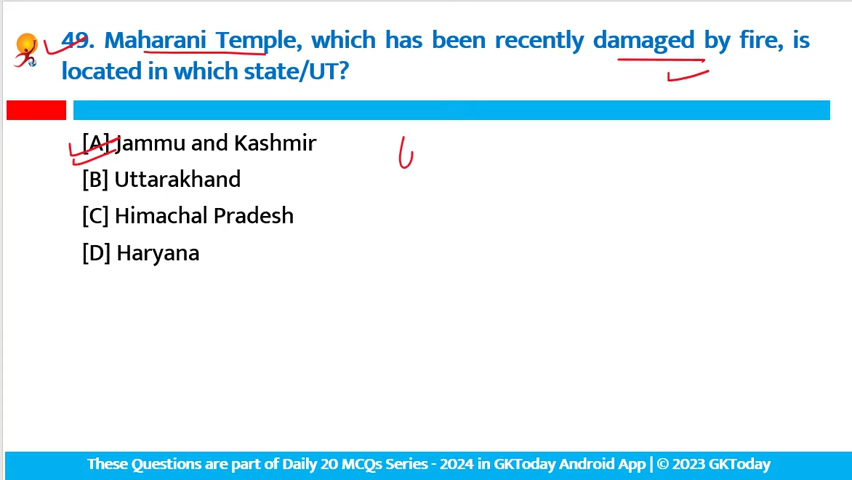 49. Maharani Temple, which has been recently damaged by fire, is
located in which state/UT?
[A] Jammu and Kashmir
[B] Uttarakhand
[C] Himachal Pradesh
[D] Haryana
These Questions are part of Daily 20 MCQs Series - 2024 in GKToday Android App | © 2023 GKToday